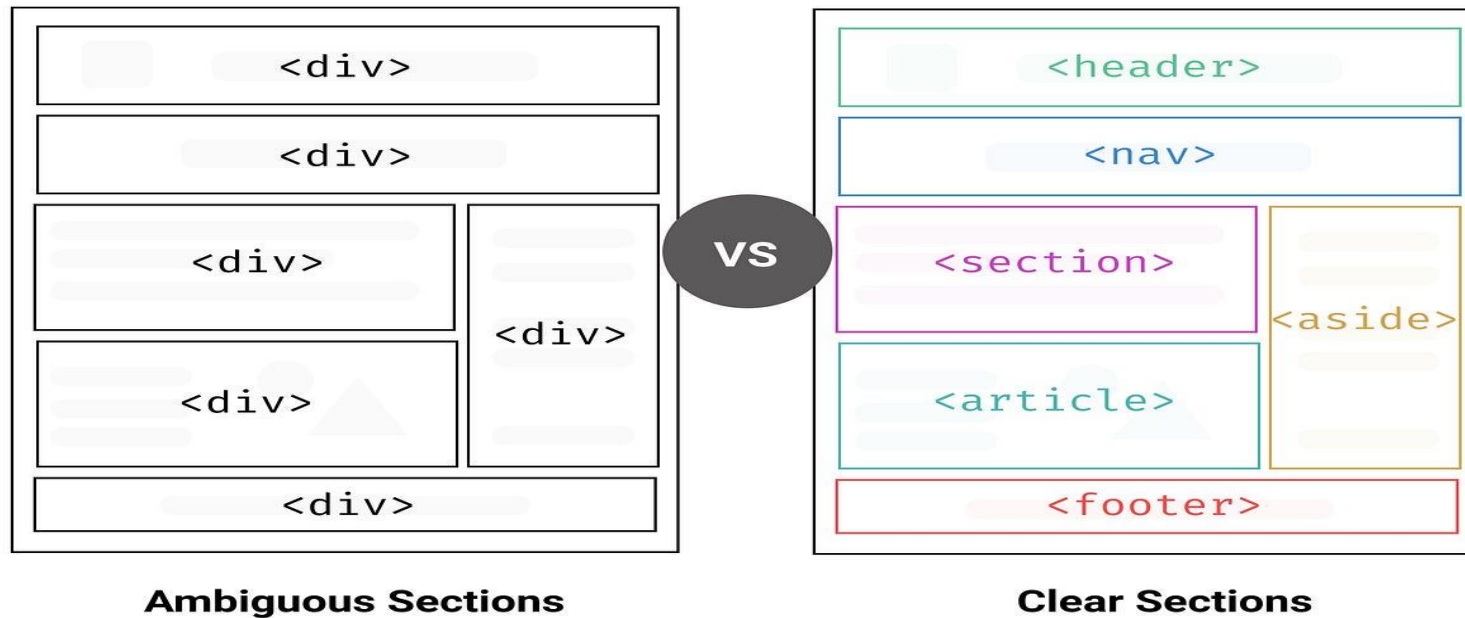 <div>
<div>
<div>
<div>
<div>
<div>
Ambiguous Sections
VS
<header>
<nav>
<section>
<aside>
<article>
<footer>
Clear Sections